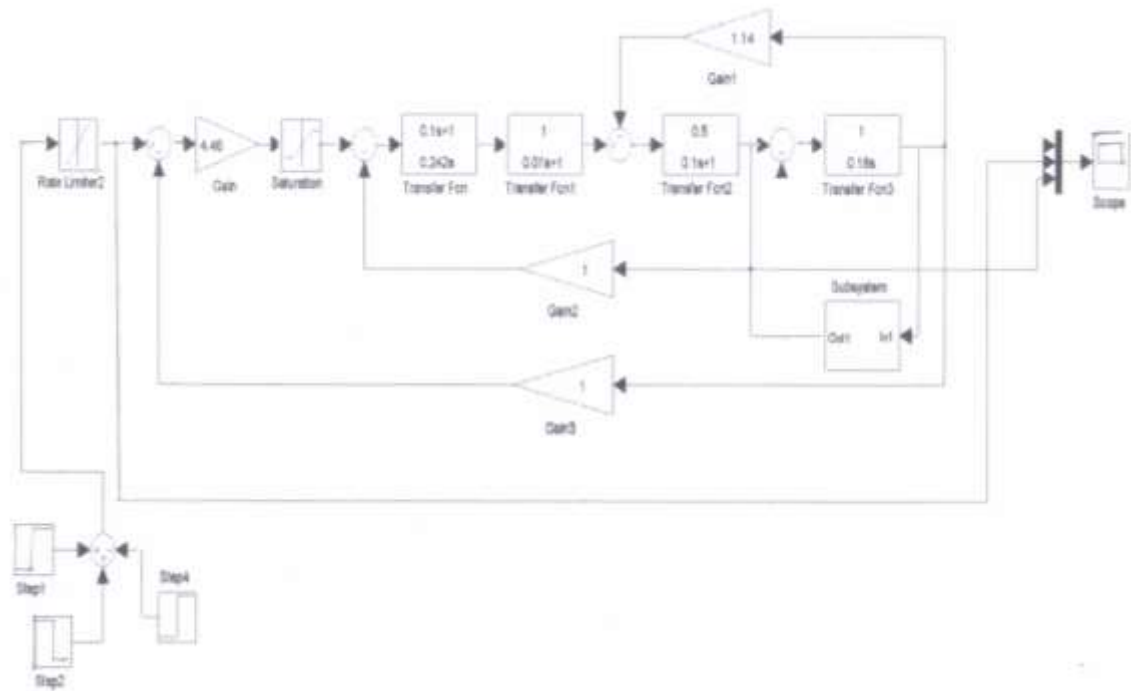 1.14
Gain1
4.46
0.1s+1
0.242s
1
0.01s+1
0.5
0.1s+1
1
0.18s
Rate Limiter2
Gain
Saturation
Transfer Fcn
Transfer Fcn1
Transfer Fcn2
Transfer Fcn3
Scope
1
Gain2
Subsystem
Out1
In1
1
Gain3
Step1
Step4
Step2